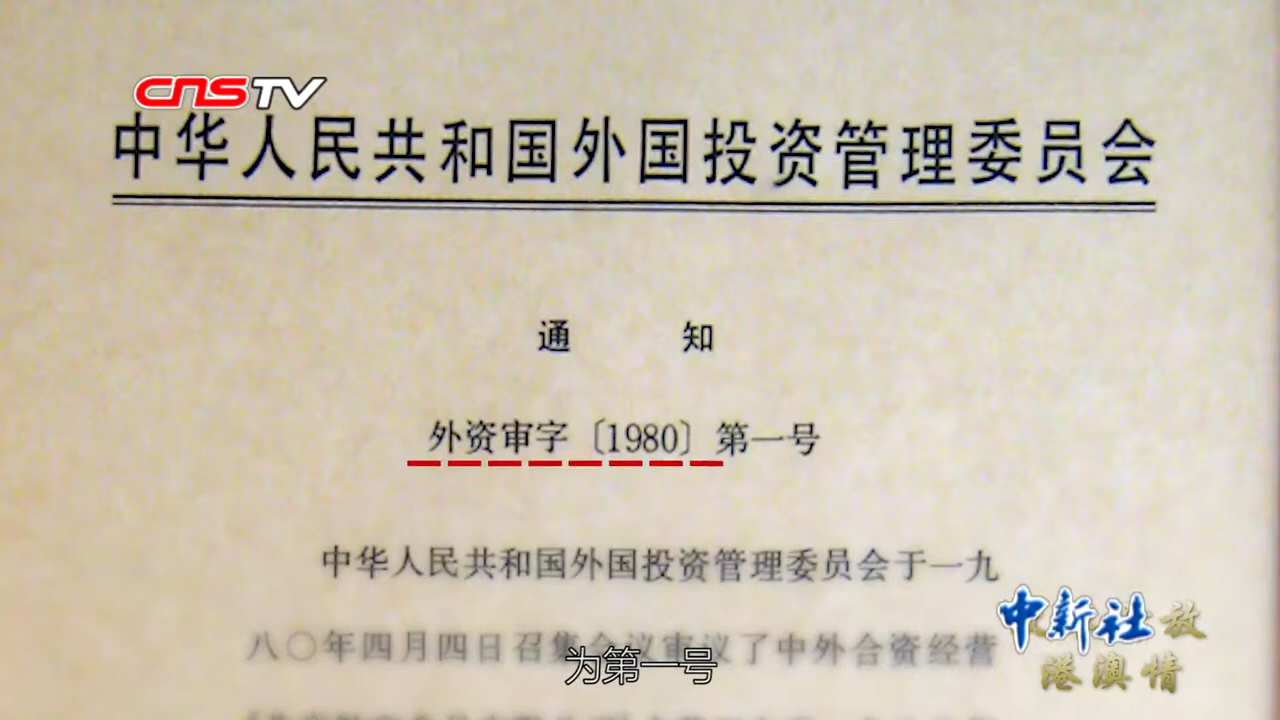 CNSTV
中华人民共和国外国投资管理委员会
通 知
外资审字〔1980〕第一号
中华人民共和国外国投资管理委员会于一九
八〇年四月四日召集会议审议了中外合资经营
为第一号
中新社 放
港澳情